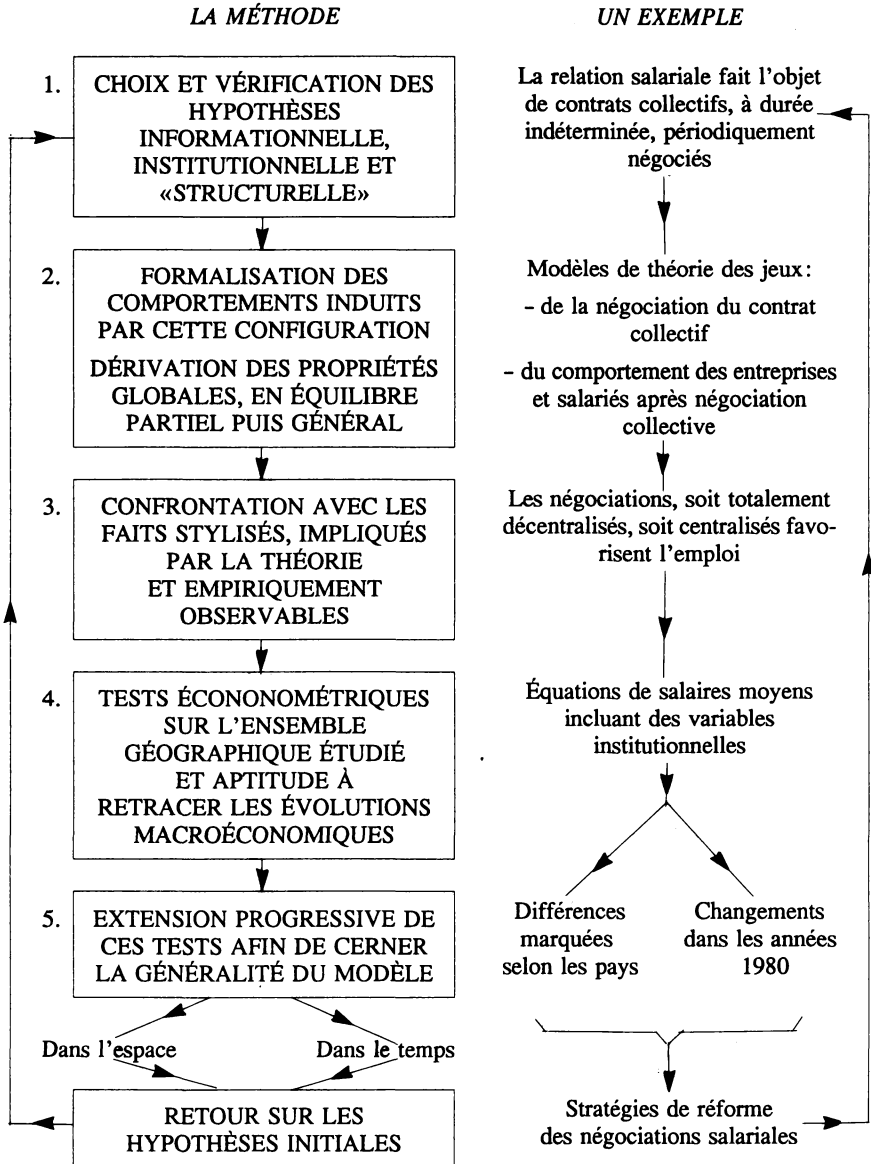 LA MÉTHODE
1. CHOIX ET VÉRIFICATION DES
HYPOTHÈSES
INFORMATIONNELLE,
INSTITUTIONNELLE ET
«STRUCTURELLE»
2. FORMALISATION DES
COMPORTEMENTS INDUITS
PAR CETTE CONFIGURATION
DÉRIVATION DES PROPRIÉTÉS
GLOBALES, EN ÉQUILIBRE
PARTIEL PUIS GÉNÉRAL
3. CONFRONTATION AVEC LES
FAITS STYLISÉS, IMPLIQUÉS
PAR LA THÉORIE
ET EMPIRIQUEMENT
OBSERVABLES
4. TESTS ÉCONONOMÉTRIQUES
SUR L'ENSEMBLE
GÉOGRAPHIQUE ÉTUDIÉ
ET APTITUDE À
RETRACER LES ÉVOLUTIONS
MACROÉCONOMIQUES
5. EXTENSION PROGRESSIVE DE
CES TESTS AFIN DE CERNER
LA GÉNÉRALITÉ DU MODÈLE
Dans l'espace
Dans le temps
RETOUR SUR LES
HYPOTHÈSES INITIALES
UN EXEMPLE
La relation salariale fait l'objet
de contrats collectifs, à durée
indéterminée, périodiquement
négociés
Modèles de théorie des jeux:
– de la négociation du contrat
collectif
– du comportement des entreprises
et salariés après négociation
collective
Les négociations, soit totalement
décentralisés, soit centralisés favo-
risent l'emploi
Équations de salaires moyens
incluant des variables
institutionnelles
Différences
marquées
selon les pays
Changements
dans les années
1980
Stratégies de réforme
des négociations salariales